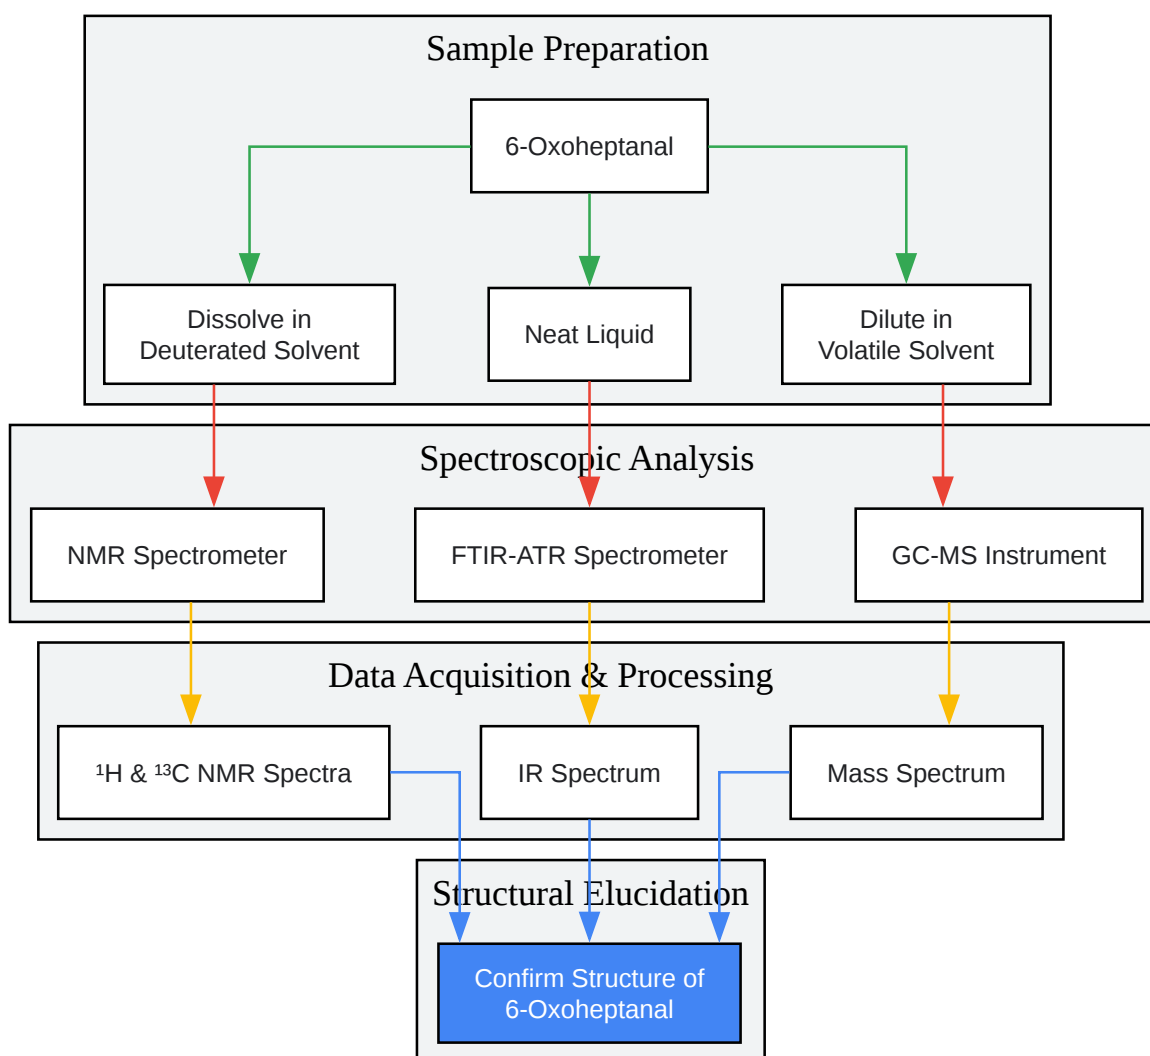 Sample Preparation
6-Oxoheptanal
Dissolve in
Deuterated Solvent
Neat Liquid
Dilute in
Volatile Solvent
Spectroscopic Analysis
NMR Spectrometer
FTIR-ATR Spectrometer
GC-MS Instrument
Data Acquisition & Processing
¹H & ¹³C NMR Spectra
IR Spectrum
Mass Spectrum
Structural Elucidation
Confirm Structure of
6-Oxoheptanal